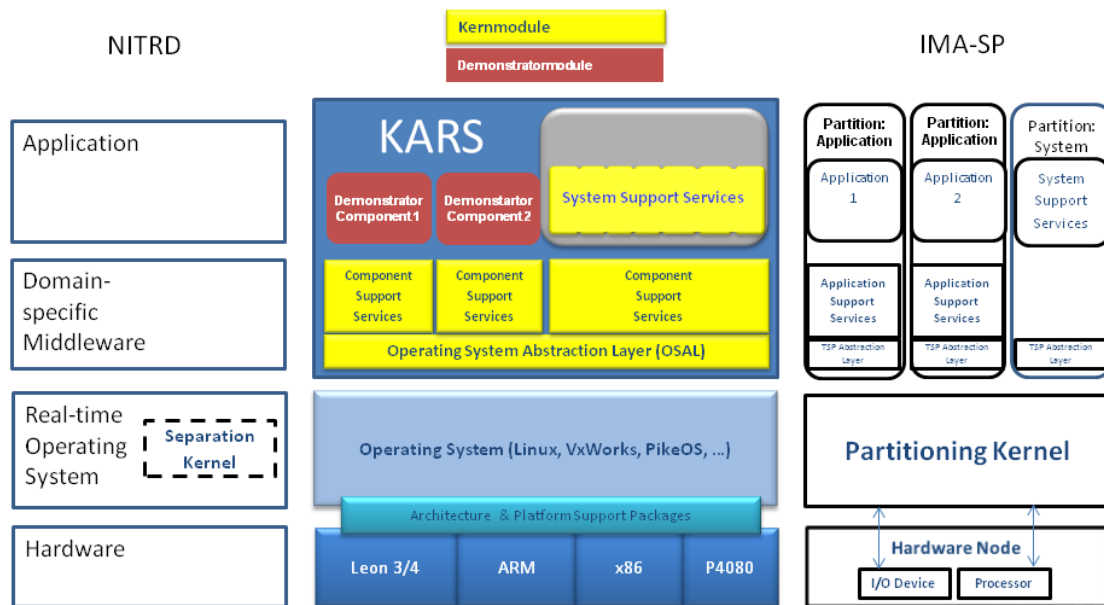 NITRD
Kernmodule
Demonstratormodule
IMA-SP
Application
Domain-
specific
Middleware
Real-time
Operating
System
Separation
Kernel
Hardware
KARS
Demonstrator
Component1
Demonstartor
Component2
System Support Services
Component
Support
Services
Component
Support
Services
Component
Support
Services
Operating System Abstraction Layer (OSAL)
Operating System (Linux, VxWorks, PikeOS, ...)
Architecture & Platform Support Packages
Leon 3/4
ARM
x86
P4080
Partition:
Application
Application
1
Application
Support
Services
TSP Abstraction
Layer
Partition:
Application
Application
2
Application
Support
Services
TSP Abstraction
Layer
Partition:
System
System
Support
Services
TSP Abstraction
Layer
Partitioning Kernel
Hardware Node
I/O Device
Processor